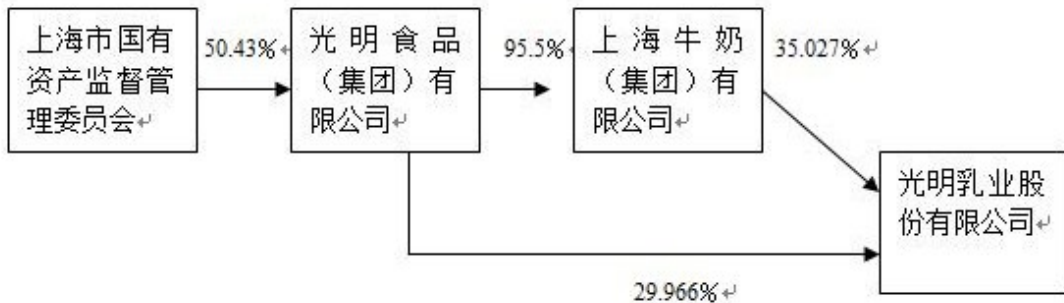 上海市国有
资产监督管
理委员会↵
50.43%↵
光明食品
（集团）有
限公司↵
95.5%↵
上海牛奶
（集团）有
限公司↵
35.027%↵
光明乳业股
份有限公司↵
29.966%↵